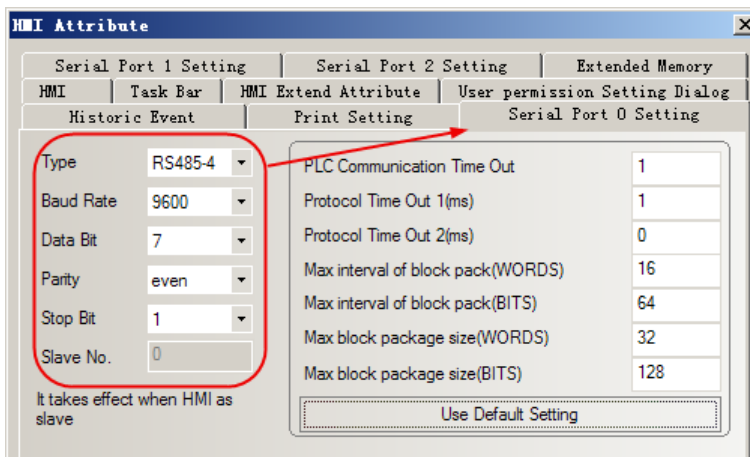 HMI Attribute
Serial Port 1 Setting
Serial Port 2 Setting
Extended Memory
HMI
Task Bar
HMI Extend Attribute
User permission Setting Dialog
Historic Event
Print Setting
Serial Port 0 Setting
Type RS485-4
Baud Rate 9600
Data Bit 7
Parity even
Stop Bit 1
Slave No. 0
It takes effect when HMI as
slave
PLC Communication Time Out 1
Protocol Time Out 1(ms) 1
Protocol Time Out 2(ms) 0
Max interval of block pack(WORDS) 16
Max interval of block pack(BITS) 64
Max block package size(WORDS) 32
Max block package size(BITS) 128
Use Default Setting